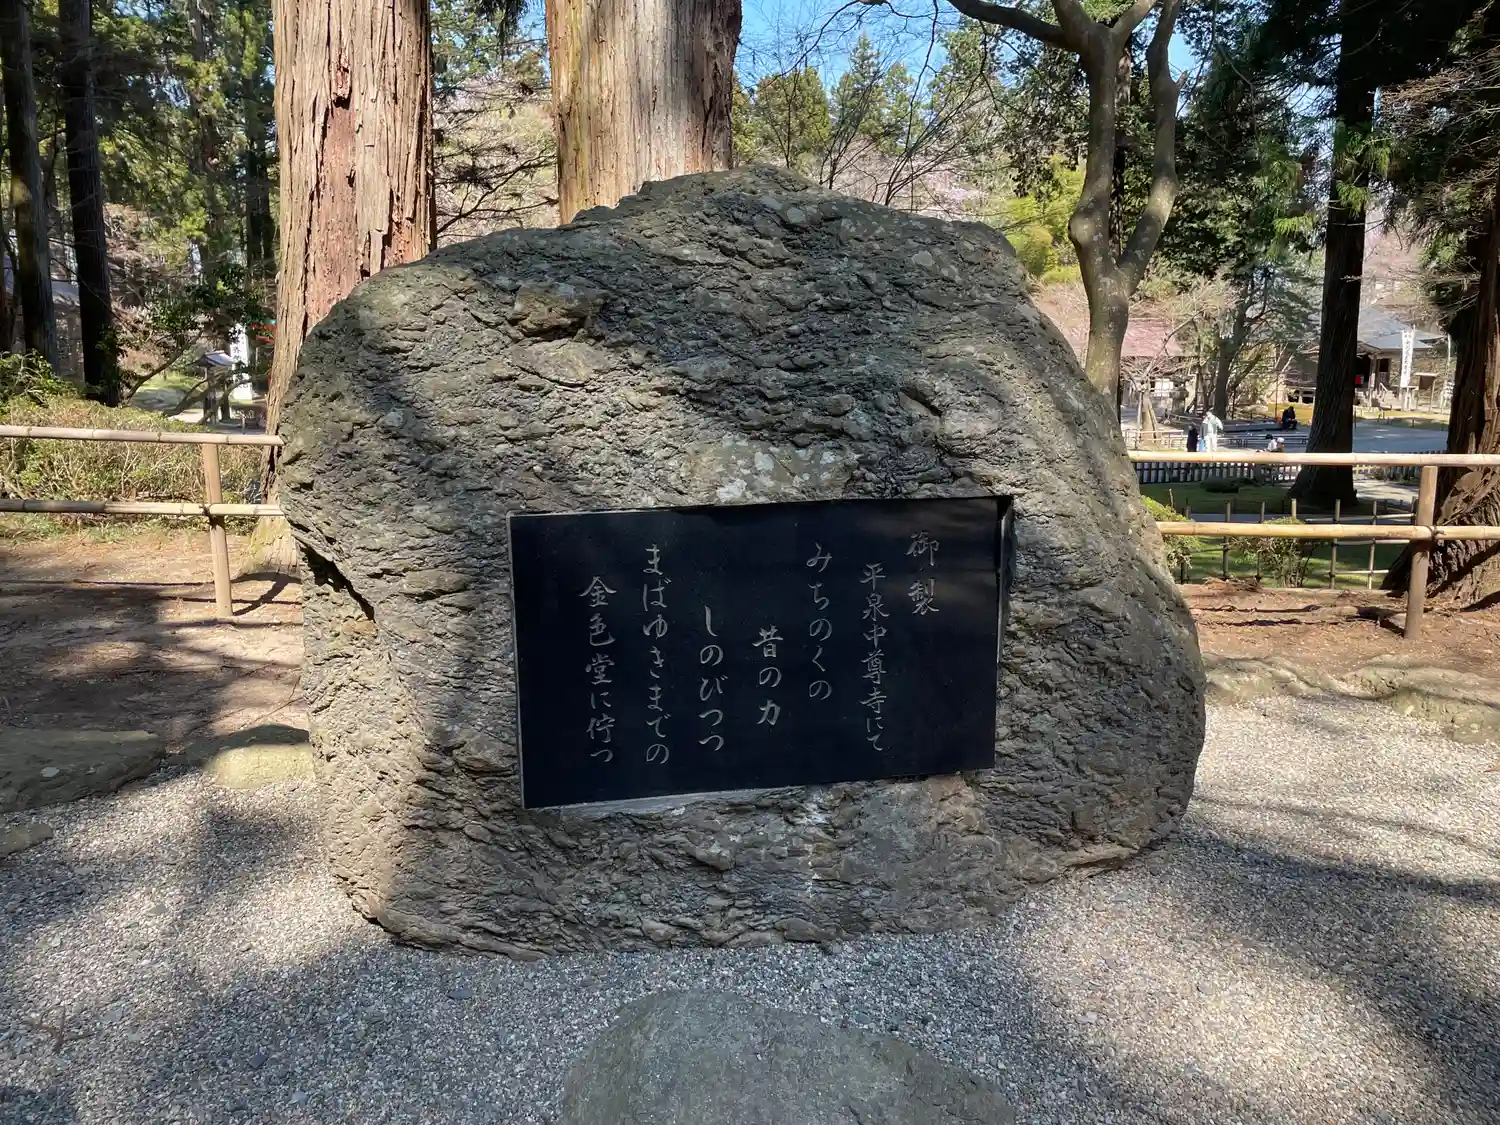 御製
平泉中尊寺にて
みちのくの
昔の力
しのびつつ
まばゆきまでの
金色堂に佇つ